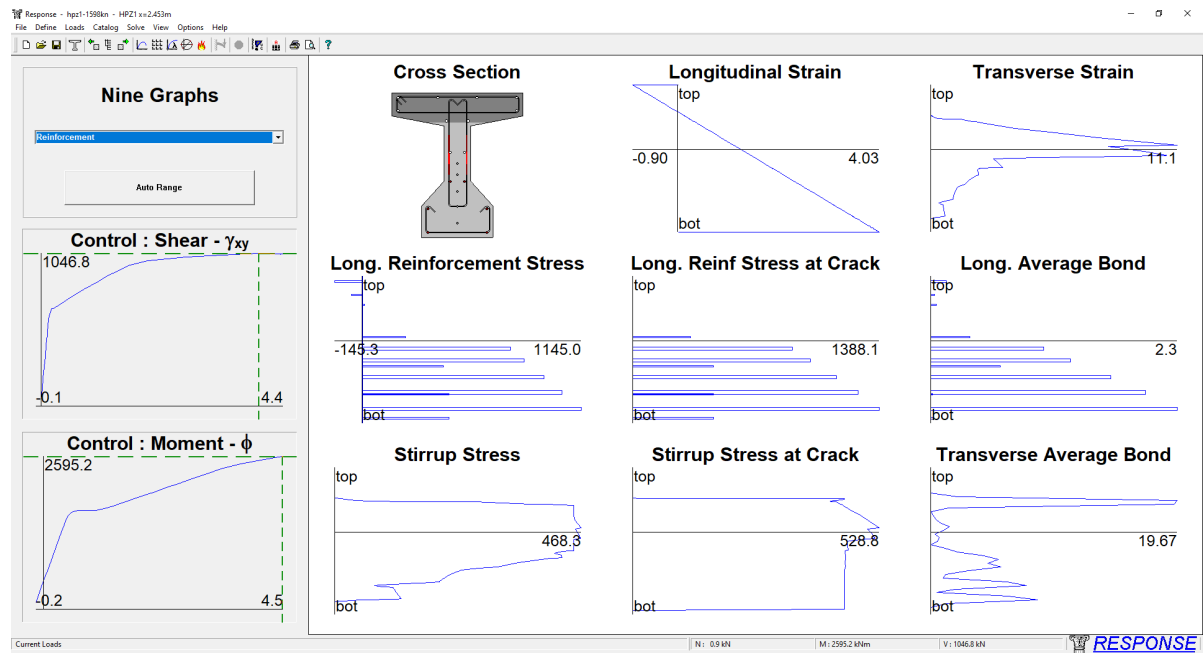 Response - hpz1-1598kn - HPZ1 x=2.453m
File Define Loads Catalog Solve View Options Help
Nine Graphs
Reinforcement
Auto Range
Control : Shear - γxy
1046.8
-0.1
4.4
Control : Moment - ϕ
2595.2
-0.2
4.5
Cross Section
Longitudinal Strain
top
-0.90
4.03
bot
Transverse Strain
top
11.1
bot
Long. Reinforcement Stress
top
-145.3
1145.0
bot
Long. Reinf Stress at Crack
top
1388.1
bot
Long. Average Bond
top
2.3
bot
Stirrup Stress
top
468.3
bot
Stirrup Stress at Crack
top
528.8
bot
Transverse Average Bond
top
19.67
bot
Current Loads
N : 0.9 kN
M : 2595.2 kNm
V : 1046.8 kN
RESPONSE